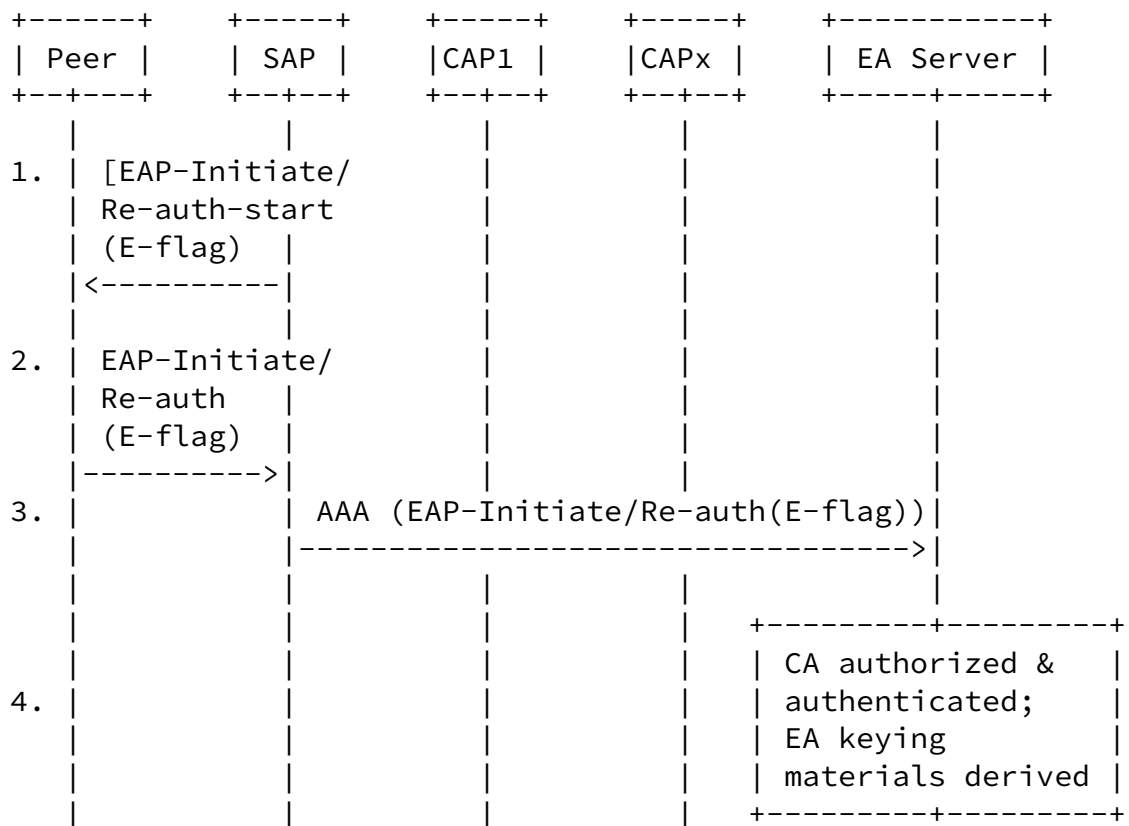 Peer SAP CAP1 CAPx EA Server
1. [EAP-Initiate/
Re-auth-start
(E-flag)
2. EAP-Initiate/
Re-auth
(E-flag)
3. AAA (EAP-Initiate/Re-auth(E-flag))
CA authorized &
4. authenticated;
EA keying
materials derived